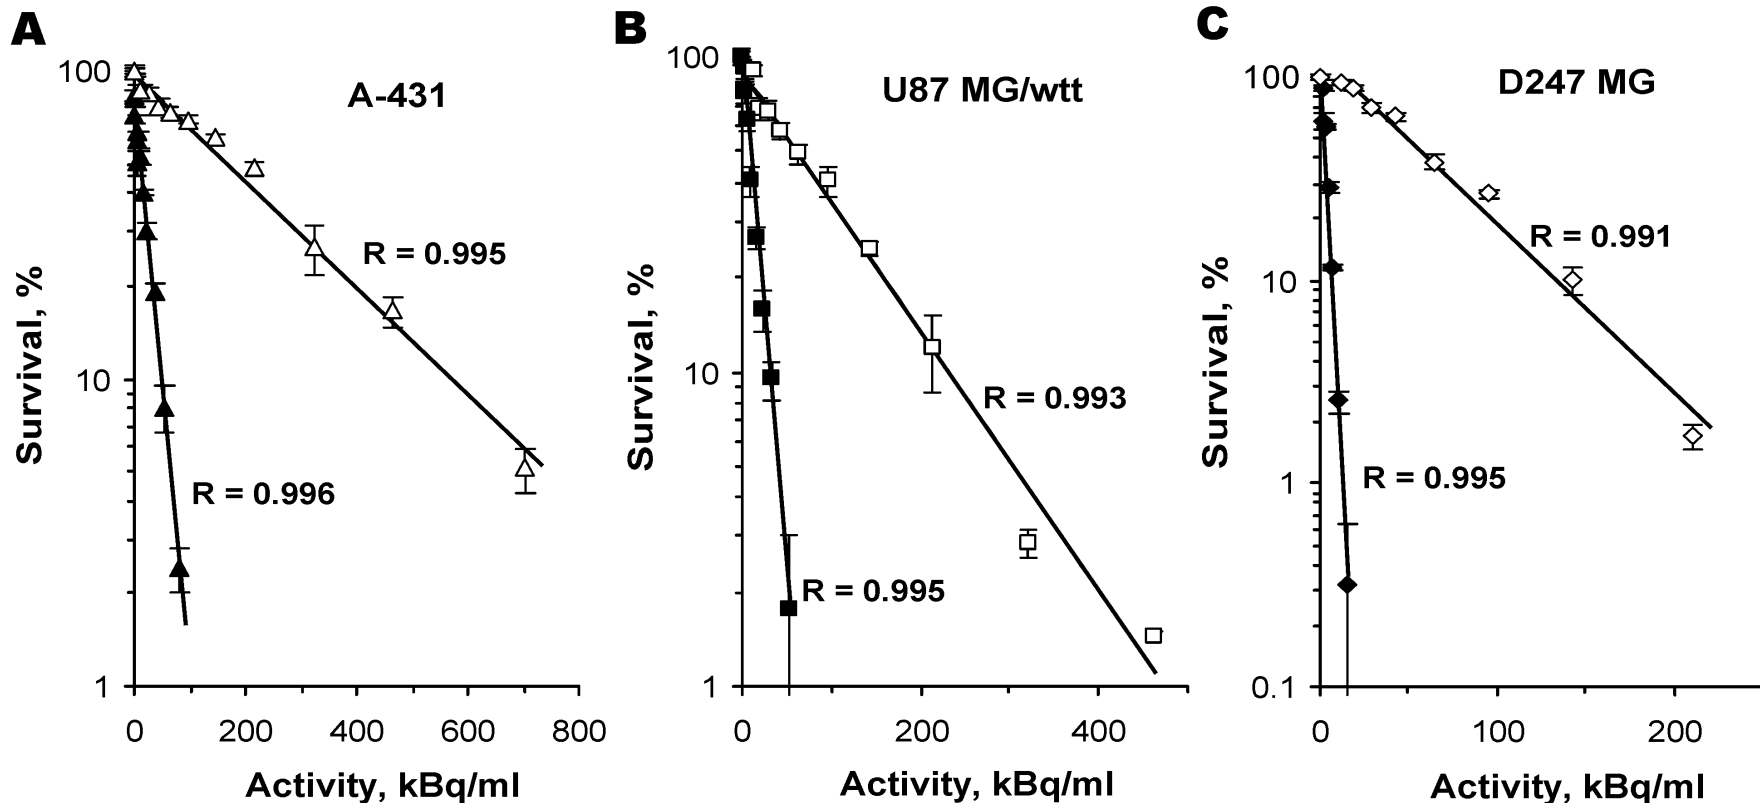 A
A-431
Survival, %
100
10
1
R = 0.995
R = 0.996
0 200 400 600 800
Activity, kBq/ml
B
U87 MG/wtt
Survival, %
100
10
1
R = 0.993
R = 0.995
0 200 400
Activity, kBq/ml
C
D247 MG
Survival, %
100
10
1
0.1
R = 0.991
R = 0.995
0 100 200
Activity, kBq/ml